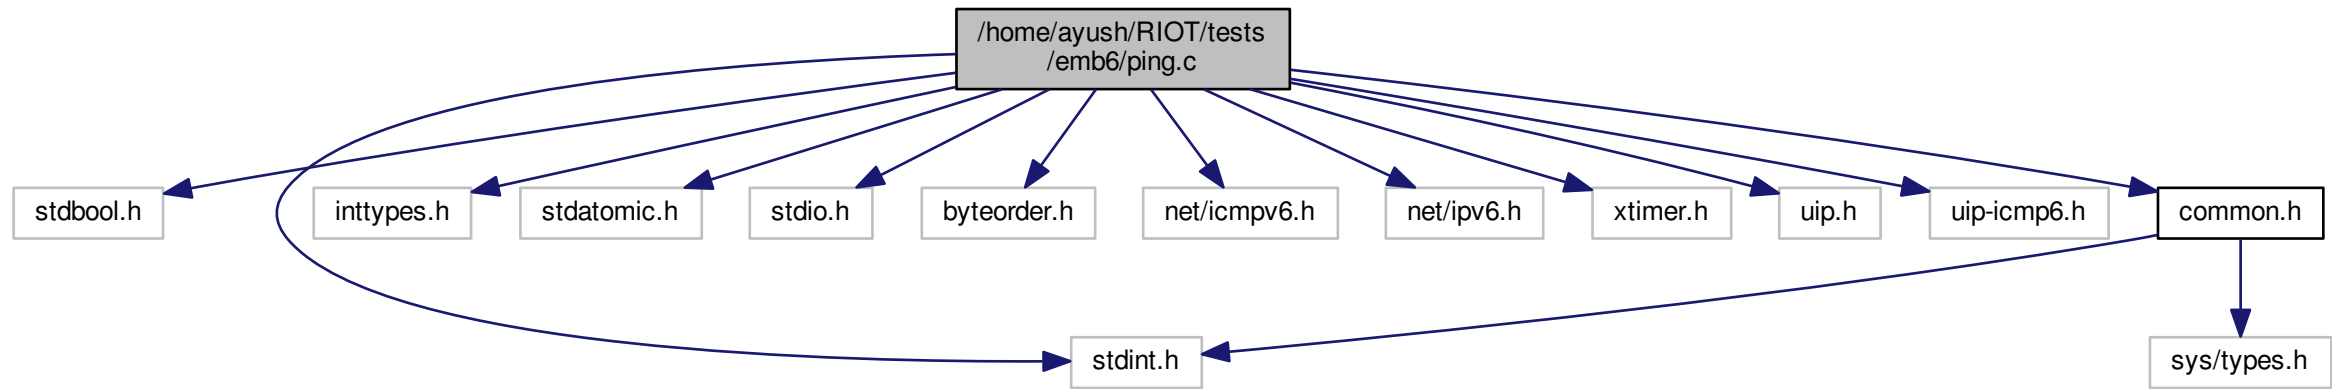 /home/ayush/RIOT/tests
/emb6/ping.c
stdbool.h
inttypes.h
stdatomic.h
stdio.h
byteorder.h
net/icmpv6.h
net/ipv6.h
xtimer.h
uip.h
uip-icmp6.h
common.h
stdint.h
sys/types.h